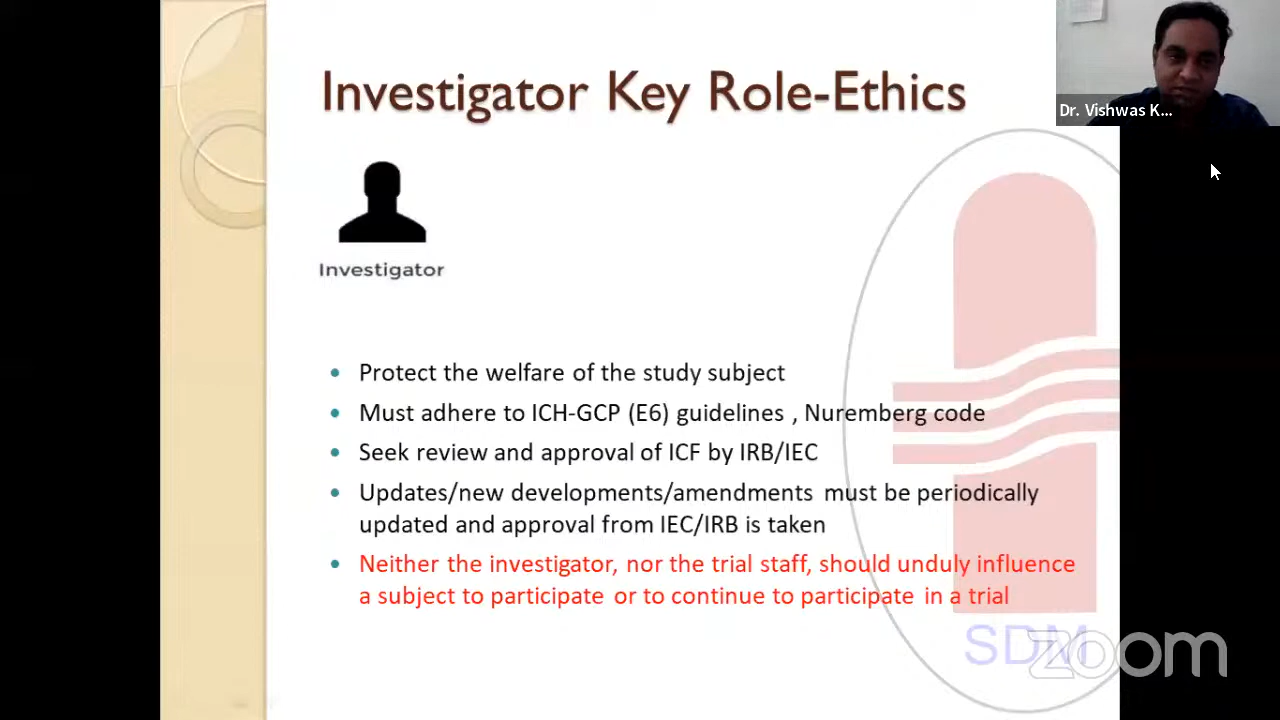 Investigator Key Role-Ethics
Dr. Vishwas K...
Investigator
• Protect the welfare of the study subject
• Must adhere to ICH-GCP (E6) guidelines , Nuremberg code
• Seek review and approval of ICF by IRB/IEC
• Updates/new developments/amendments must be periodically
updated and approval from IEC/IRB is taken
• Neither the investigator, nor the trial staff, should unduly influence
a subject to participate or to continue to participate in a trial
SDM
zoom